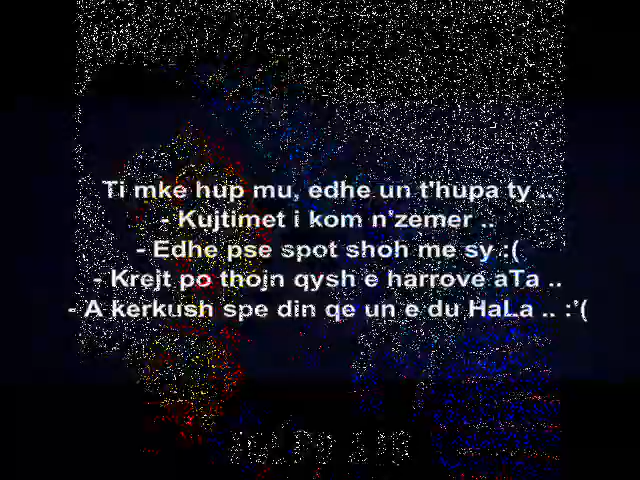 Ti mke hup mu, edhe un t'hupa ty ..
- Kujtimet i kom n'zemer ..
- Edhe pse spot shoh me sy :(
- Krejt po thojn qysh e harrove aTa ..
- A kerkush spe din qe un e du HaLa .. :'(